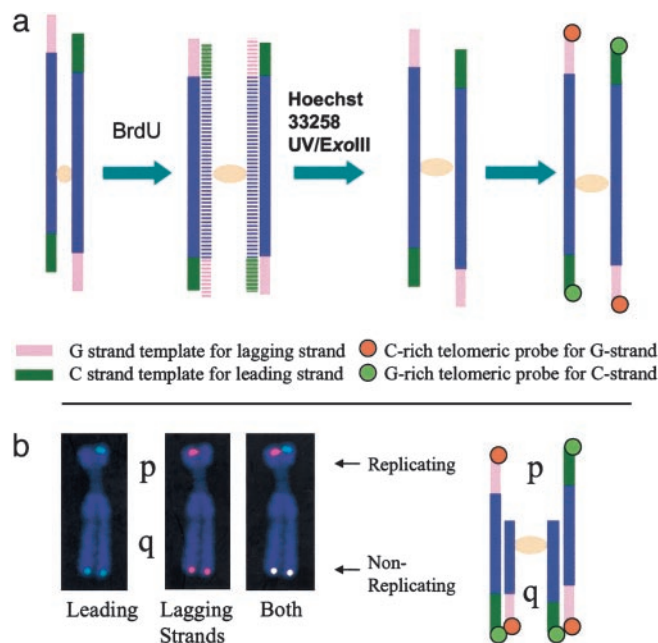 a
BrdU
Hoechst
33258
UV/ExoIII
G strand template for lagging strand
C-rich telomeric probe for G-strand
C strand template for leading strand
G-rich telomeric probe for C-strand
b
p
q
Leading
Lagging
Strands
Both
Replicating
Non-
Replicating
p
q